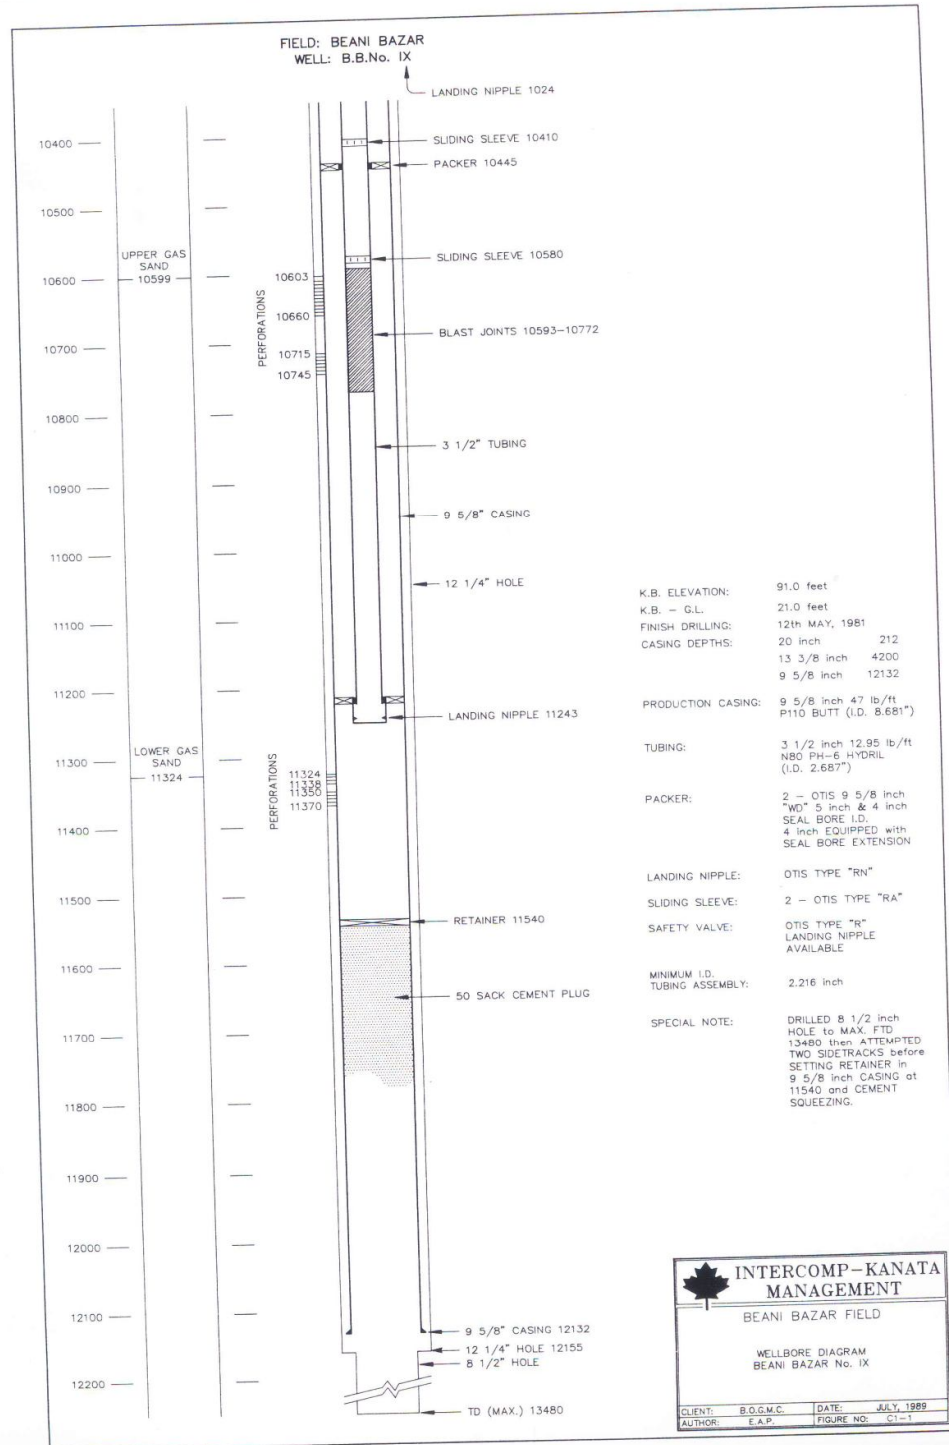 FIELD: BEANI BAZAR
WELL: B.B.No. IX
LANDING NIPPLE 1024
10400
SLIDING SLEEVE 10410
PACKER 10445
10500
UPPER GAS
SAND
10599
SLIDING SLEEVE 10580
10600
10603
PERFORATIONS
10660
BLAST JOINTS 10593-10772
10700
10715
10745
10800
3 1/2" TUBING
10900
9 5/8" CASING
11000
12 1/4" HOLE
11100
11200
LANDING NIPPLE 11243
LOWER GAS
SAND
11324
11300
PERFORATIONS
11324
11338
11350
11370
11400
11500
RETAINER 11540
11600
50 SACK CEMENT PLUG
11700
11800
11900
12000
12100
9 5/8" CASING 12132
12 1/4" HOLE 12155
8 1/2" HOLE
12200
TD (MAX.) 13480
K.B. ELEVATION: 91.0 feet
K.B. - G.L. 21.0 feet
FINISH DRILLING: 12th MAY, 1981
CASING DEPTHS: 20 inch 212
13 3/8 inch 4200
9 5/8 inch 12132
PRODUCTION CASING: 9 5/8 inch 47 lb/ft
P110 BUTT (I.D. 8.681")
TUBING: 3 1/2 inch 12.95 lb/ft
N80 PH-6 HYDRIL
(I.D. 2.687")
PACKER: 2 - OTIS 9 5/8 inch
"WD" 5 inch & 4 inch
SEAL BORE I.D.
4 inch EQUIPPED with
SEAL BORE EXTENSION
LANDING NIPPLE: OTIS TYPE "RN"
SLIDING SLEEVE: 2 - OTIS TYPE "RA"
SAFETY VALVE: OTIS TYPE "R"
LANDING NIPPLE
AVAILABLE
MINIMUM I.D.
TUBING ASSEMBLY: 2.216 inch
SPECIAL NOTE: DRILLED 8 1/2 inch
HOLE to MAX. FTD
13480 then ATTEMPTED
TWO SIDETRACKS before
SETTING RETAINER in
9 5/8 inch CASING at
11540 and CEMENT
SQUEEZING.
INTERCOMP-KANATA
MANAGEMENT
BEANI BAZAR FIELD
WELLBORE DIAGRAM
BEANI BAZAR No. IX
CLIENT: B.O.G.M.C. DATE: JULY, 1989
AUTHOR: E.A.P. FIGURE NO: C1-1